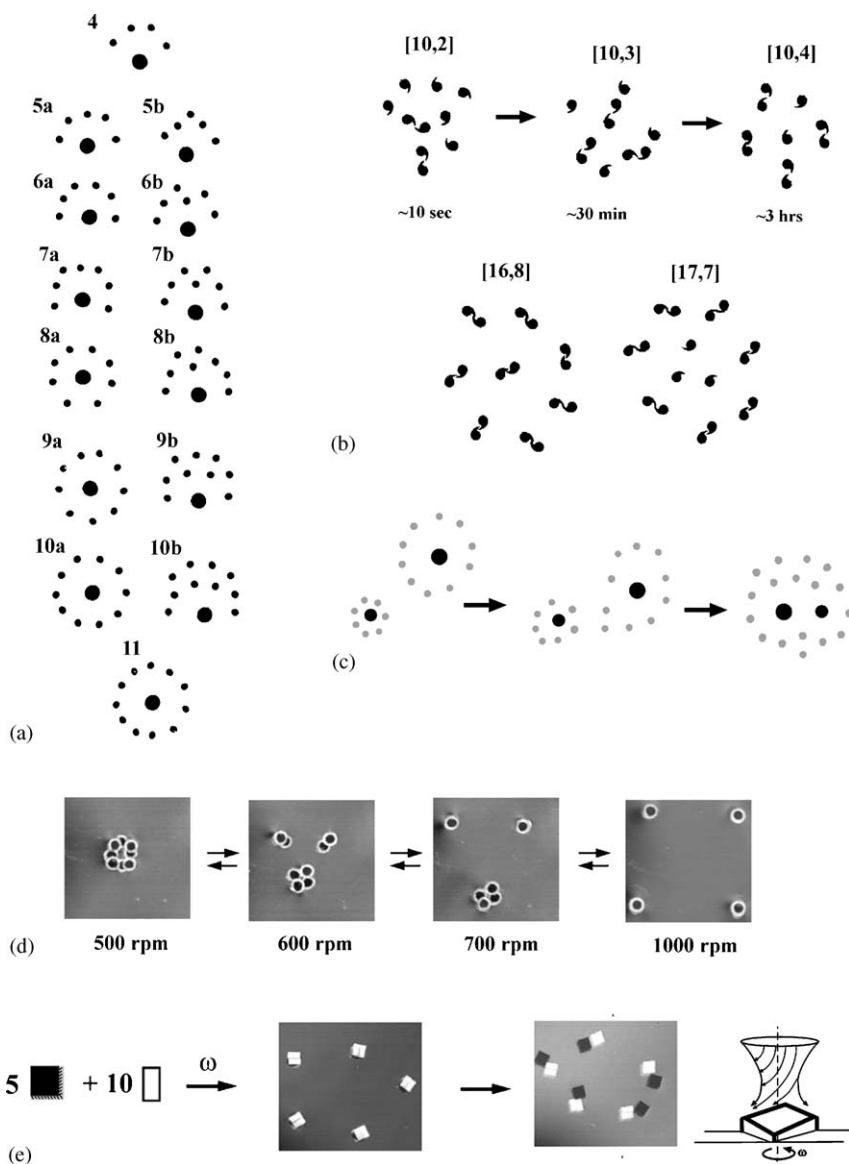 4
5a 5b
6a 6b
7a 7b
8a 8b
9a 9b
10a 10b
11
(a)
[10,2] [10,3] [10,4]
~10 sec ~30 min ~3 hrs
[16,8] [17,7]
(b)
(c)
500 rpm 600 rpm 700 rpm 1000 rpm
(d)
5 + 10 ω
ω
(e)